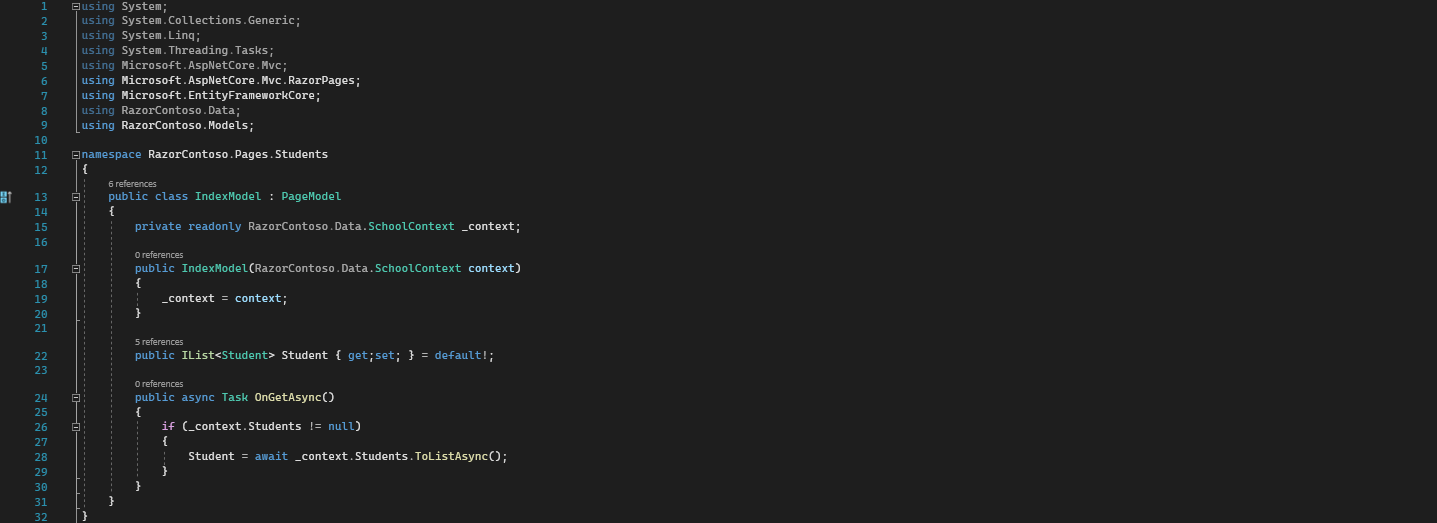 1 using System;
2 using System.Collections.Generic;
3 using System.Linq;
4 using System.Threading.Tasks;
5 using Microsoft.AspNetCore.Mvc;
6 using Microsoft.AspNetCore.Mvc.RazorPages;
7 using Microsoft.EntityFrameworkCore;
8 using RazorContoso.Data;
9 using RazorContoso.Models;
10
11 namespace RazorContoso.Pages.Students
12 {
6 references
13     public class IndexModel : PageModel
14     {
15         private readonly RazorContoso.Data.SchoolContext _context;
16
0 references
17         public IndexModel(RazorContoso.Data.SchoolContext context)
18         {
19             _context = context;
20         }
21
5 references
22         public IList<Student> Student { get;set; } = default!;
23
0 references
24         public async Task OnGetAsync()
25         {
26             if (_context.Students != null)
27             {
28                 Student = await _context.Students.ToListAsync();
29             }
30         }
31     }
32 }